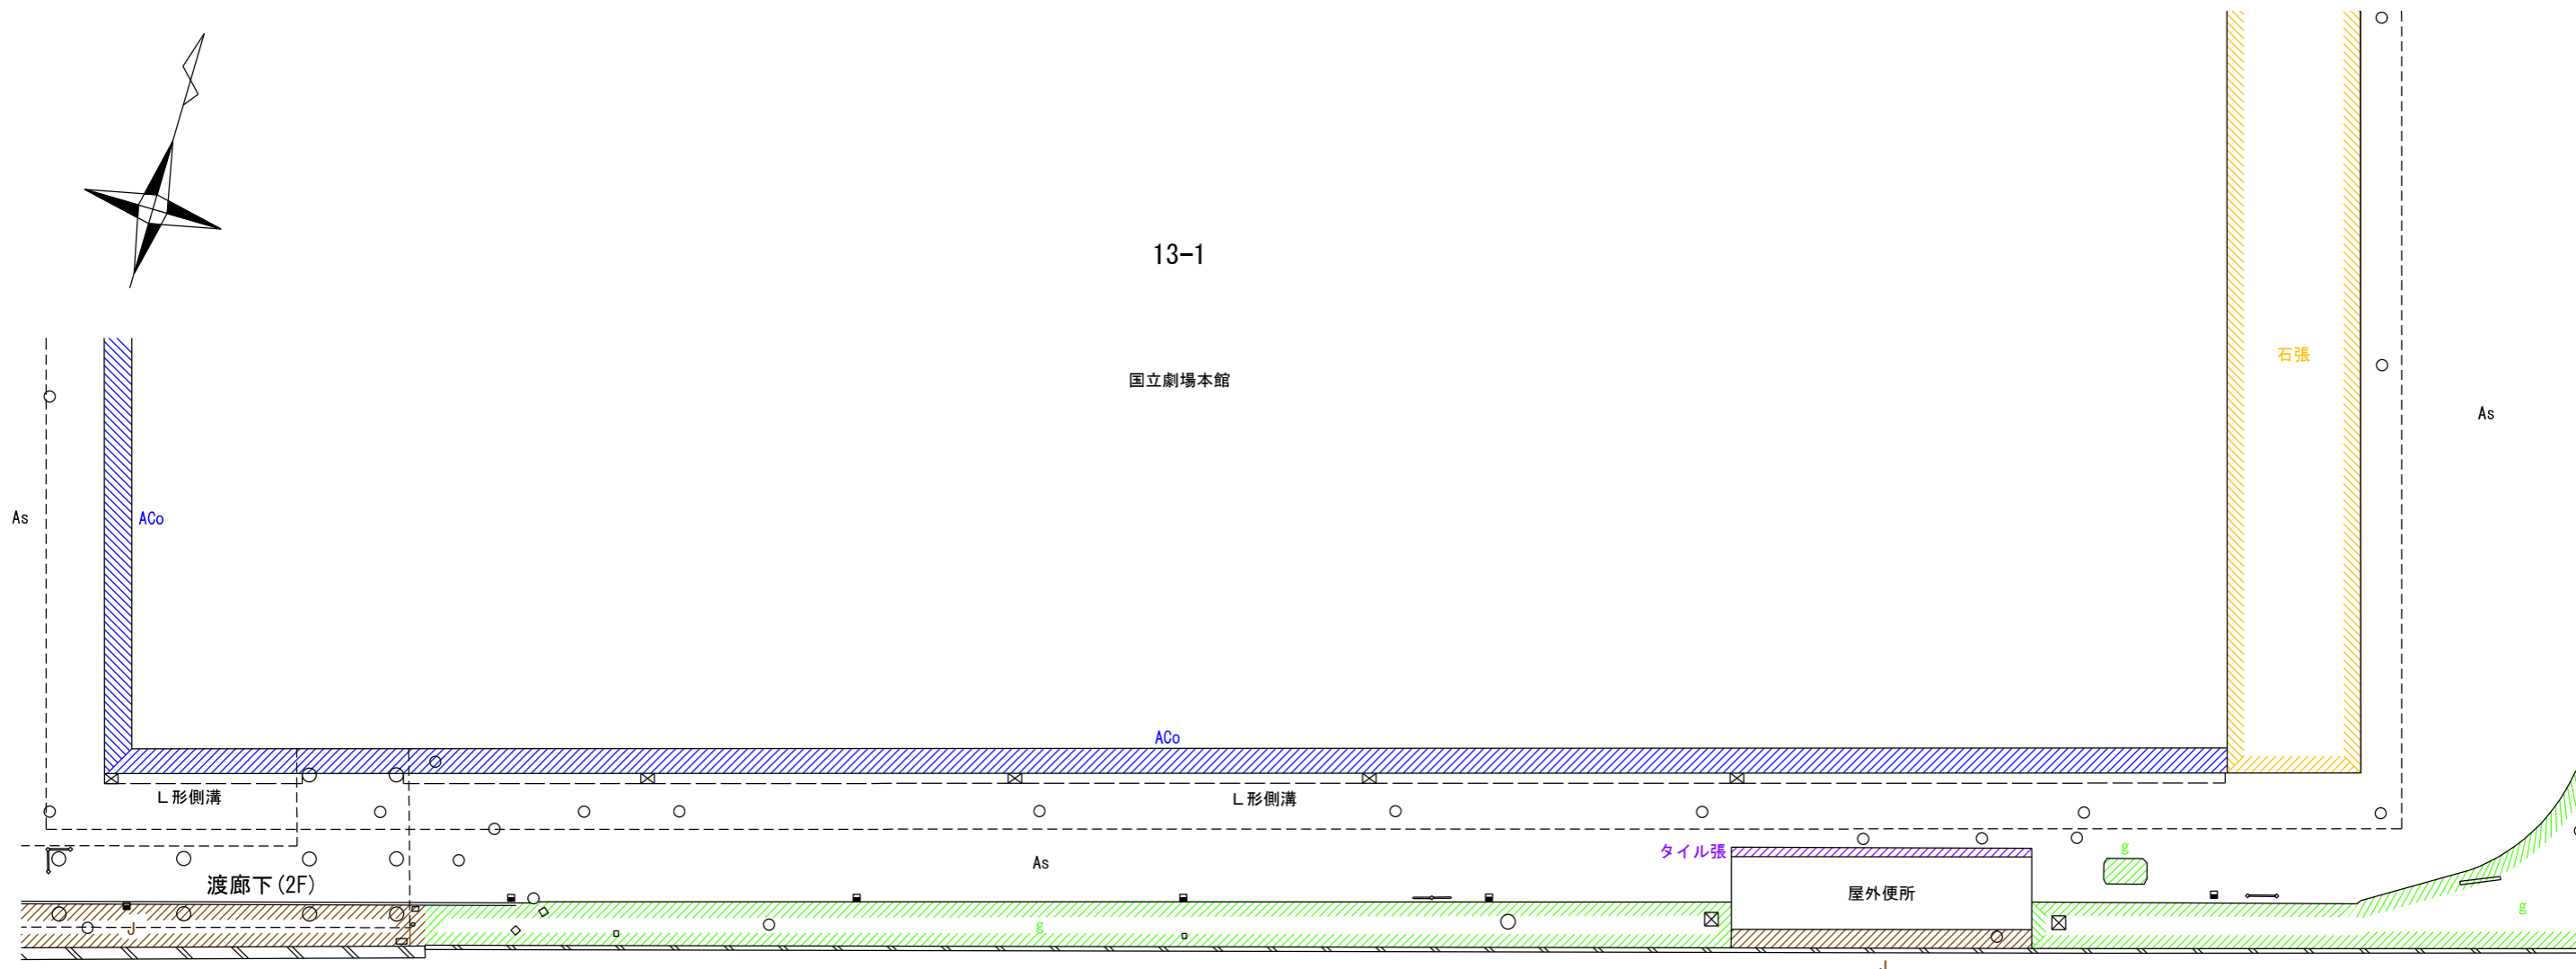 13-1
石張
国立劇場本館
As
As
ACo
ACo
L形側溝
L形側溝
タイル張
g
As
渡廊下(2F)
屋外便所
g
J
g
J